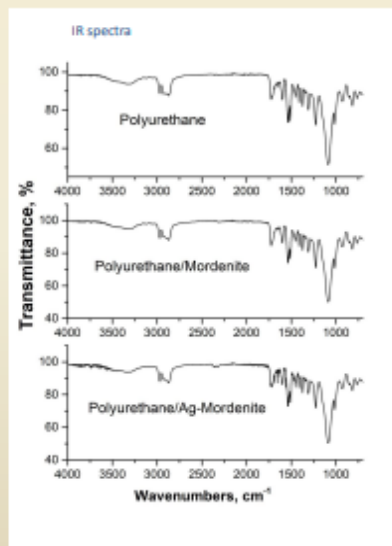 IR spectra
100
80
60
Polyurethane
4000 3500 3000 2500 2000 1500 1000
100
80
60
40
Polyurethane/Mordenite
4000 3500 3000 2500 2000 1500 1000
100
80
60
40
Polyurethane/Ag-Mordenite
4000 3500 3000 2500 2000 1500 1000
Transmittance, %
Wavenumbers, cm⁻¹